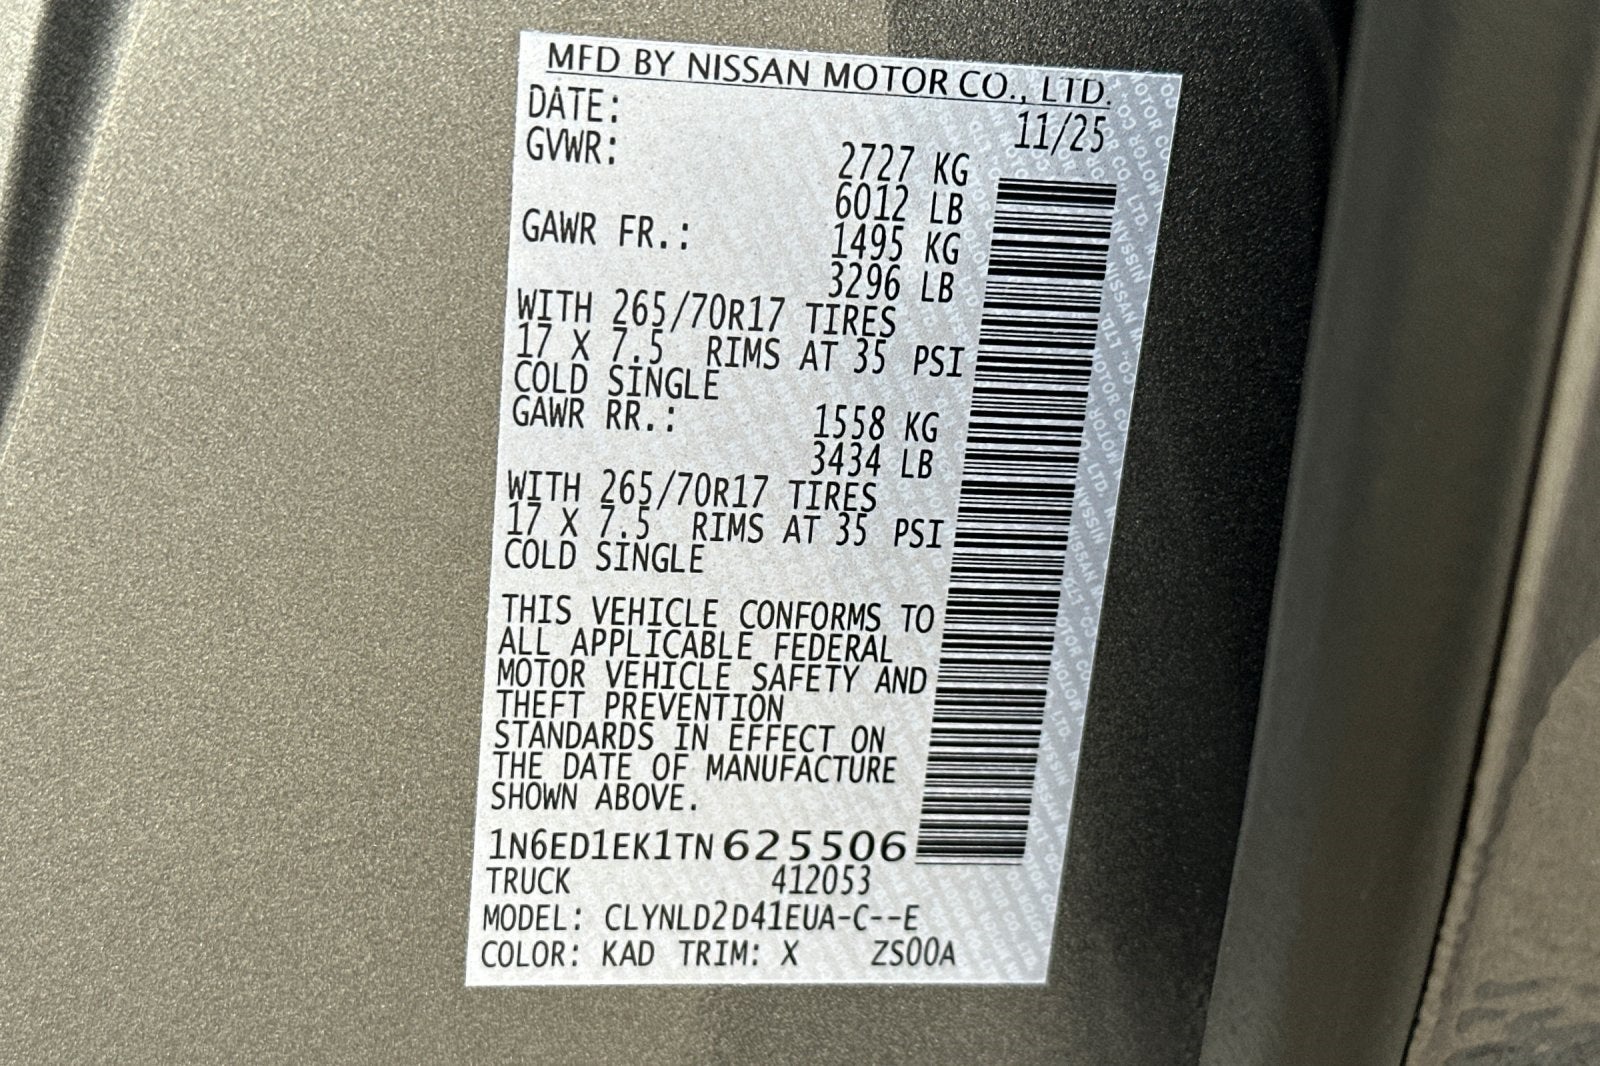 MFD BY NISSAN MOTOR CO., LTD.
DATE: 11/25
GVWR: 2727 KG
6012 LB
GAWR FR.: 1495 KG
3296 LB
WITH 265/70R17 TIRES
17 X 7.5 RIMS AT 35 PSI
COLD SINGLE
GAWR RR.: 1558 KG
3434 LB
WITH 265/70R17 TIRES
17 X 7.5 RIMS AT 35 PSI
COLD SINGLE
THIS VEHICLE CONFORMS TO
ALL APPLICABLE FEDERAL
MOTOR VEHICLE SAFETY AND
THEFT PREVENTION
STANDARDS IN EFFECT ON
THE DATE OF MANUFACTURE
SHOWN ABOVE.
1N6ED1EK1TN625506
TRUCK 412053
MODEL: CLYNLD2D41EUA-C--E
COLOR: KAD TRIM: X ZS00A